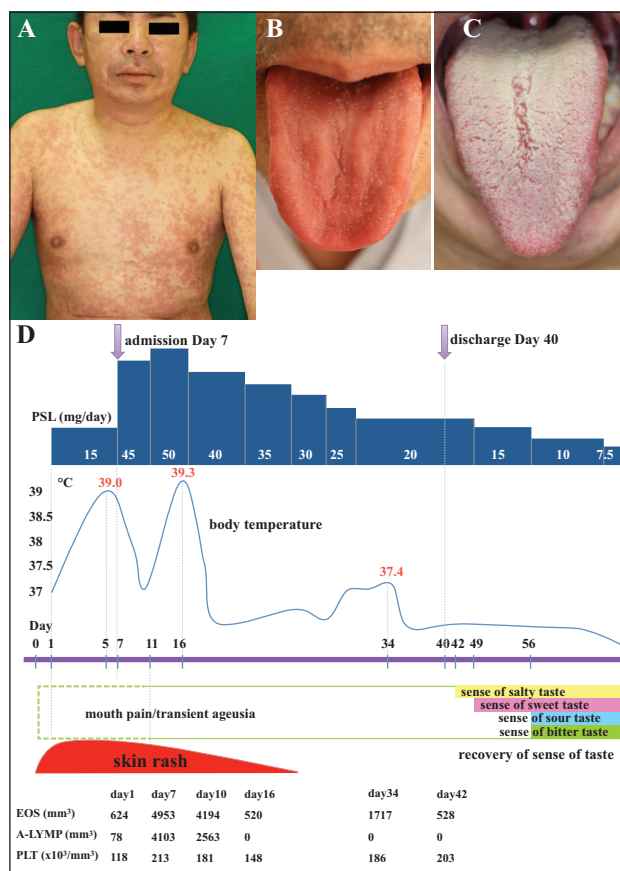 A
B
C
D
admission Day 7
discharge Day 40
PSL (mg/day)
15 45 50 40 35 30 25 20 15 10 7.5
°C
39.0
39.3
39
38.5
38
37.5
37
body temperature
37.4
Day
0 1 5 7 11 16 34 40 42 49 56
mouth pain/transient ageusia
sense of salty taste
sense of sweet taste
sense of sour taste
sense of bitter taste
skin rash
recovery of sense of taste
day1 day7 day10 day16 day34 day42
EOS (mm³) 624 4953 4194 520 1717 528
A-LYMP (mm³) 78 4103 2563 0 0 0
PLT (x10³/mm³) 118 213 181 148 186 203